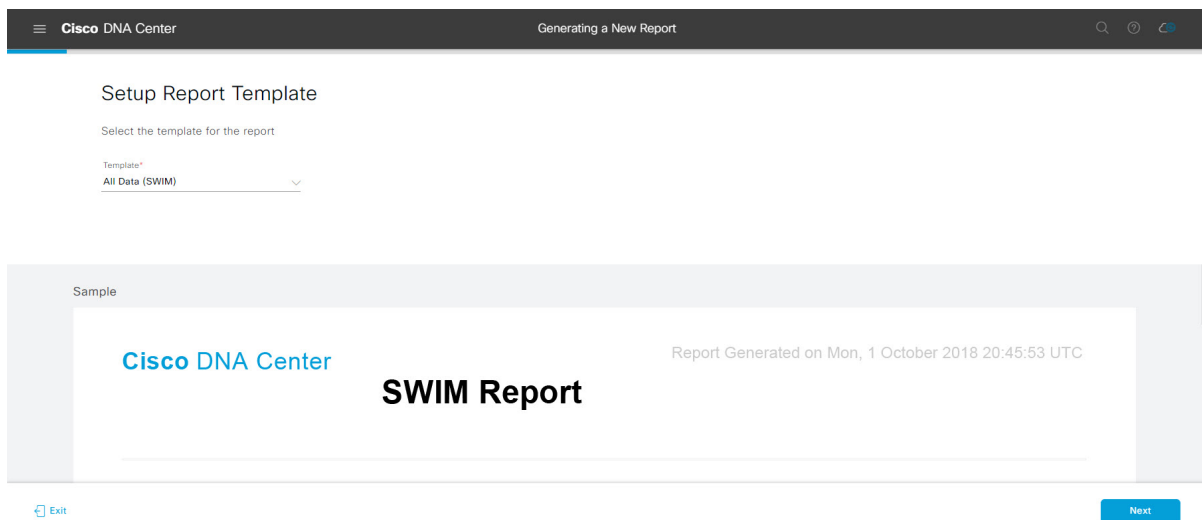 Cisco DNA Center
Generating a New Report
Setup Report Template
Select the template for the report
Template*
All Data (SWIM)
Sample
Cisco DNA Center
Report Generated on Mon, 1 October 2018 20:45:53 UTC
SWIM Report
Exit
Next